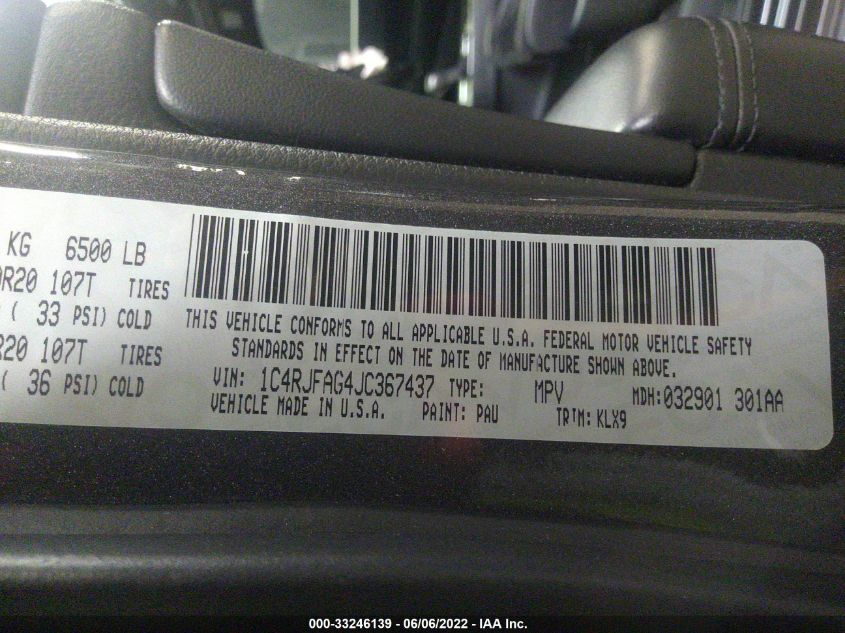 KG 6500 LB
R20 107T TIRES
( 33 PSI) COLD
R20 107T TIRES
( 36 PSI) COLD
THIS VEHICLE CONFORMS TO ALL APPLICABLE U.S.A. FEDERAL MOTOR VEHICLE SAFETY
STANDARDS IN EFFECT ON THE DATE OF MANUFACTURE SHOWN ABOVE.
VIN: 1C4RJFAG4JC367437 TYPE: MPV MDH: 032901 301AA
VEHICLE MADE IN U.S.A. PAINT: PAU TRIM: KLX9
000-33246139 - 06/06/2022 - IAA Inc.